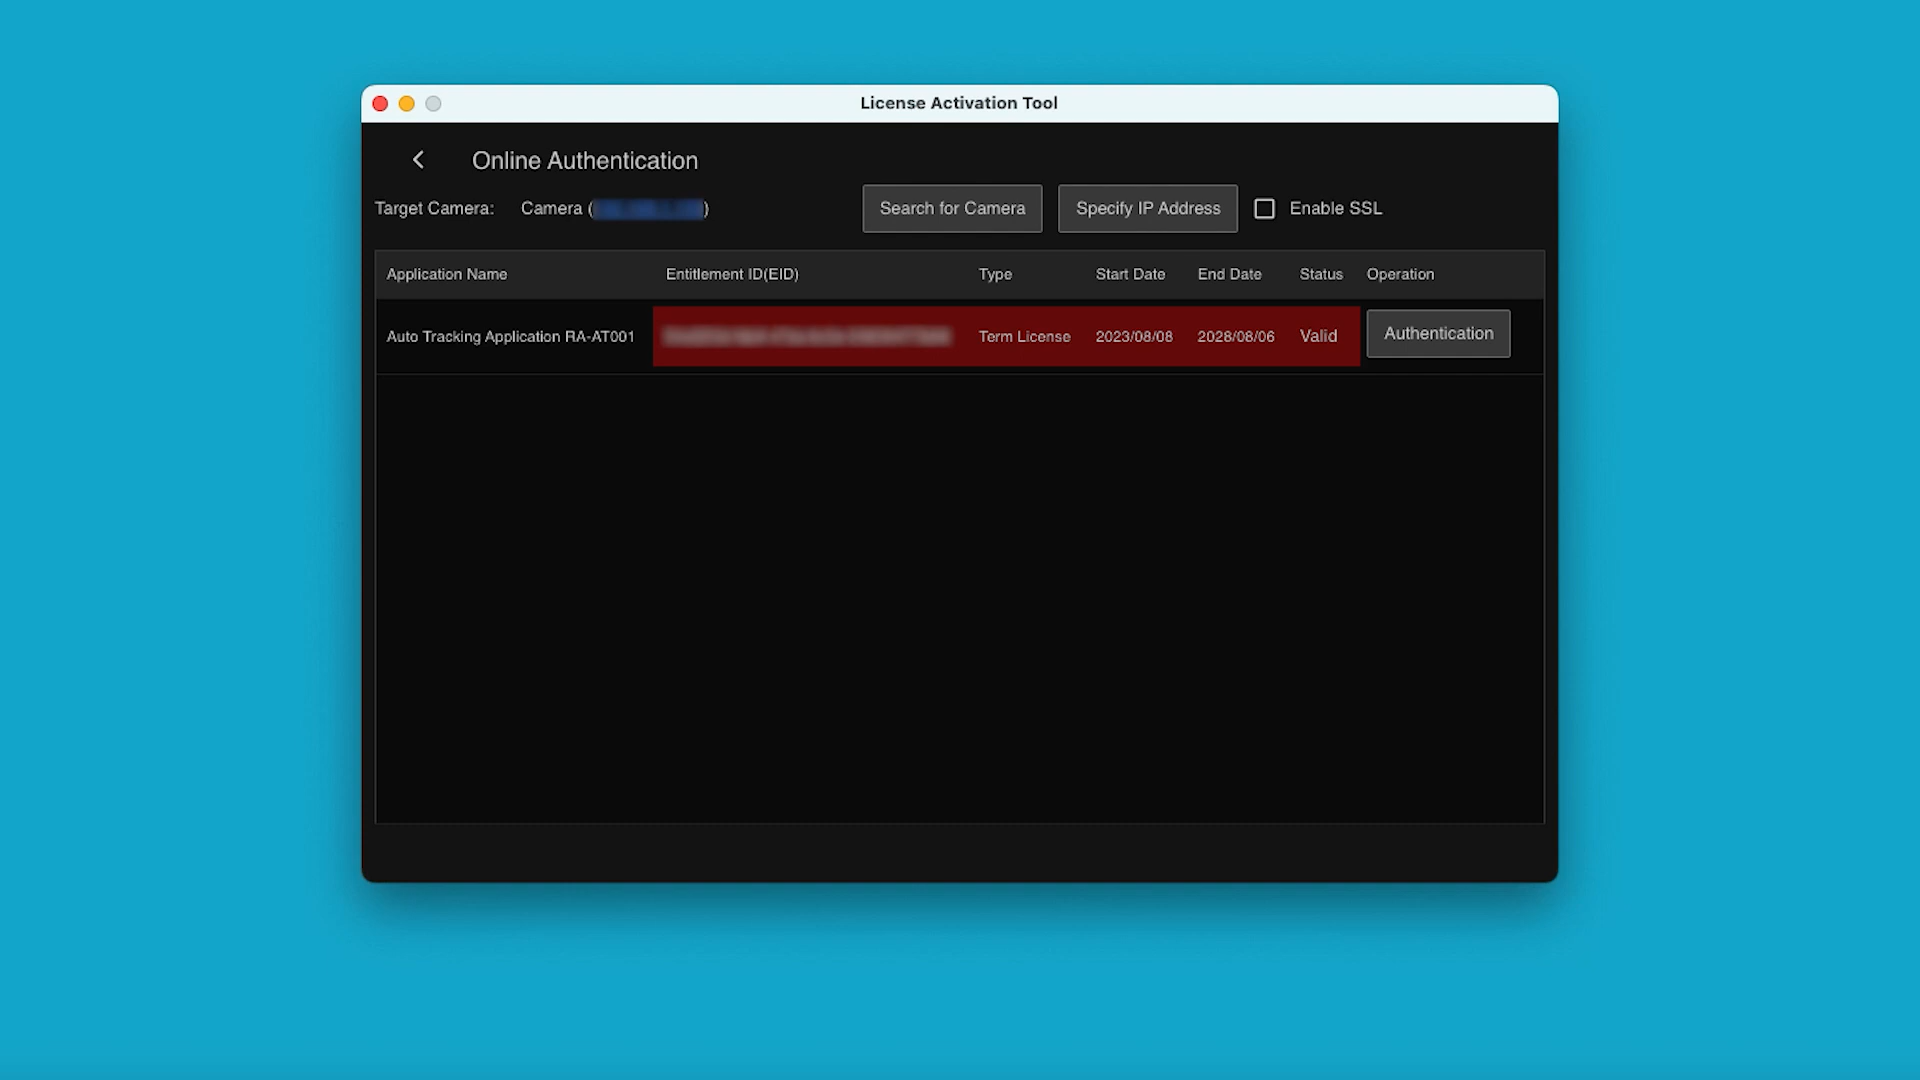 License Activation Tool
Online Authentication
Target Camera: Camera ( ) Search for Camera Specify IP Address Enable SSL
Application Name Entitlement ID(EID) Type Start Date End Date Status Operation
Auto Tracking Application RA-AT001 Term License 2023/08/08 2028/08/06 Valid Authentication